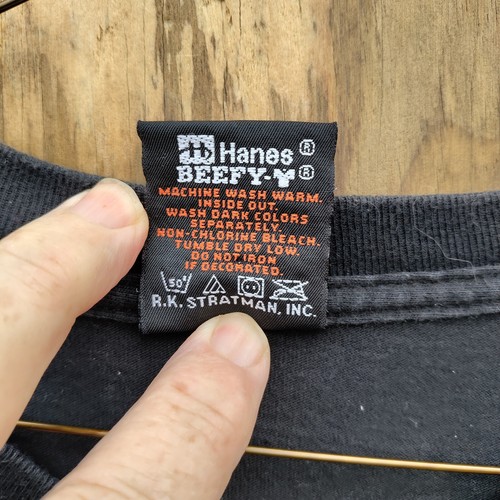 H Hanes ®
BEEFY-T ®
MACHINE WASH WARM.
INSIDE OUT.
WASH DARK COLORS
SEPARATELY.
NON-CHLORINE BLEACH.
TUMBLE DRY LOW.
DO NOT IRON
IF DECORATED.
50°
R.K. STRATMAN, INC.